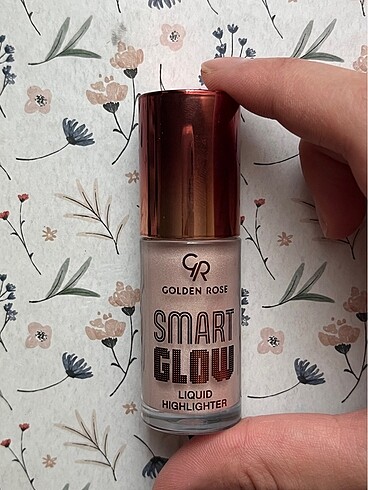 GR
GOLDEN ROSE
SMART
GLOW
LIQUID
HIGHLIGHTER